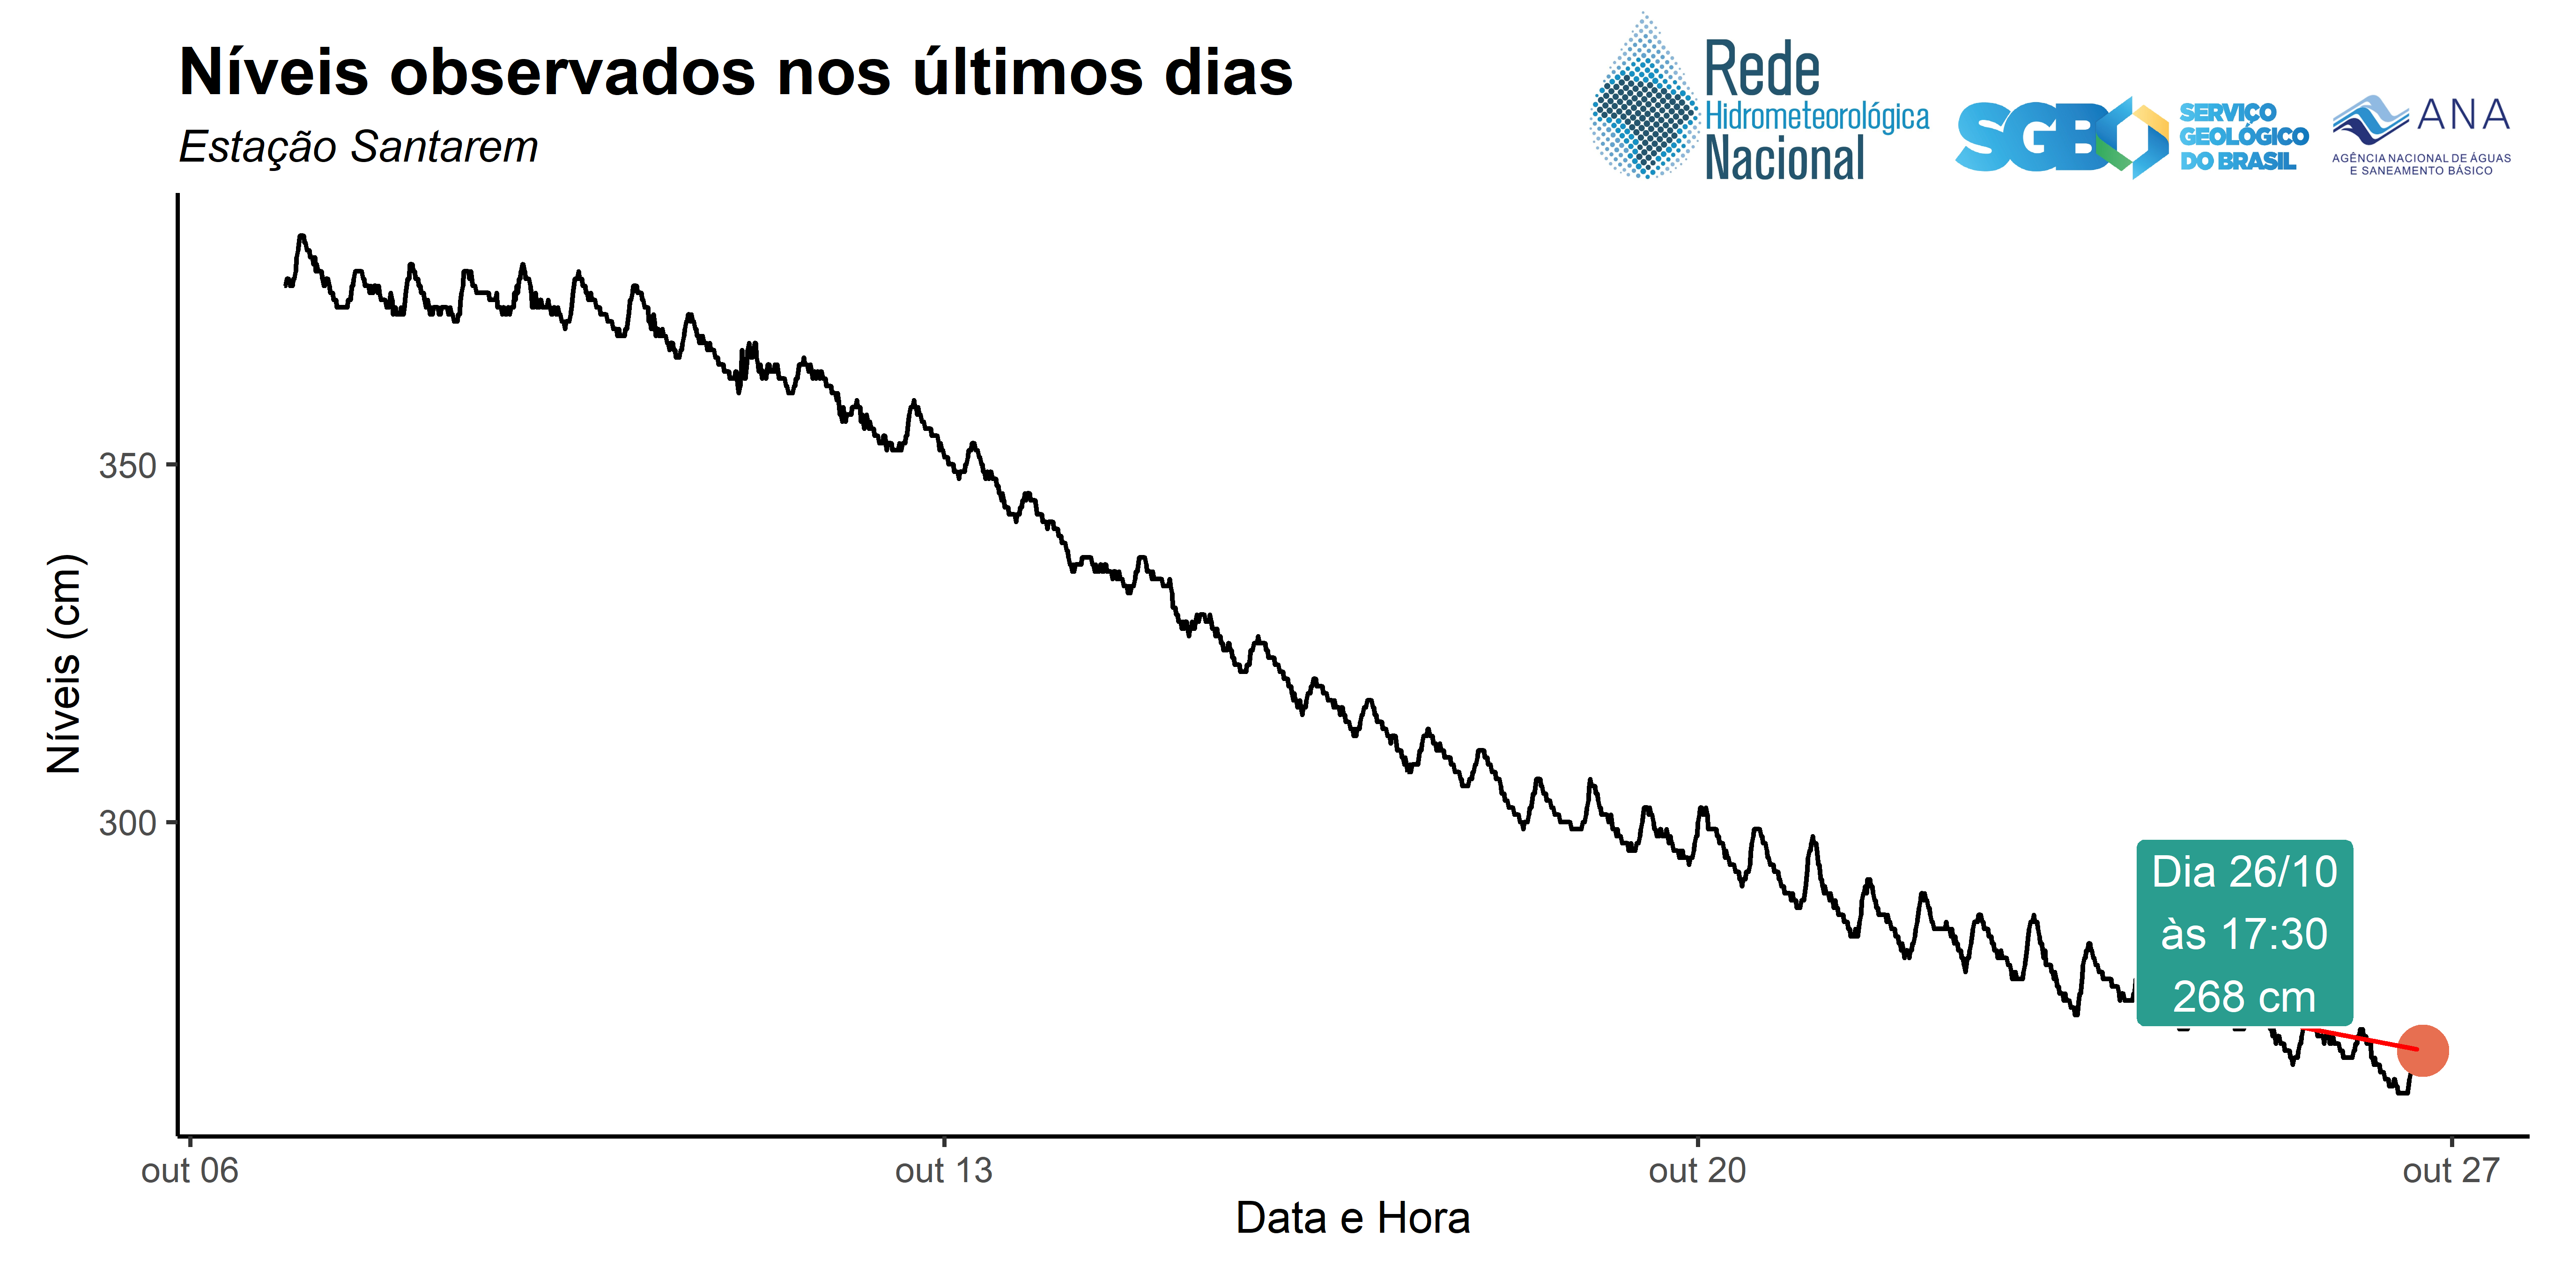 Níveis observados nos últimos dias
Estação Santarem
Rede
Hidrometeorológica
Nacional
SGB
SERVIÇO
GEOLÓGICO
DO BRASIL
ANA
AGÊNCIA NACIONAL DE ÁGUAS
E SANEAMENTO BÁSICO
Níveis (cm)
350
300
Dia 26/10
às 17:30
268 cm
out 06
out 13
out 20
out 27
Data e Hora